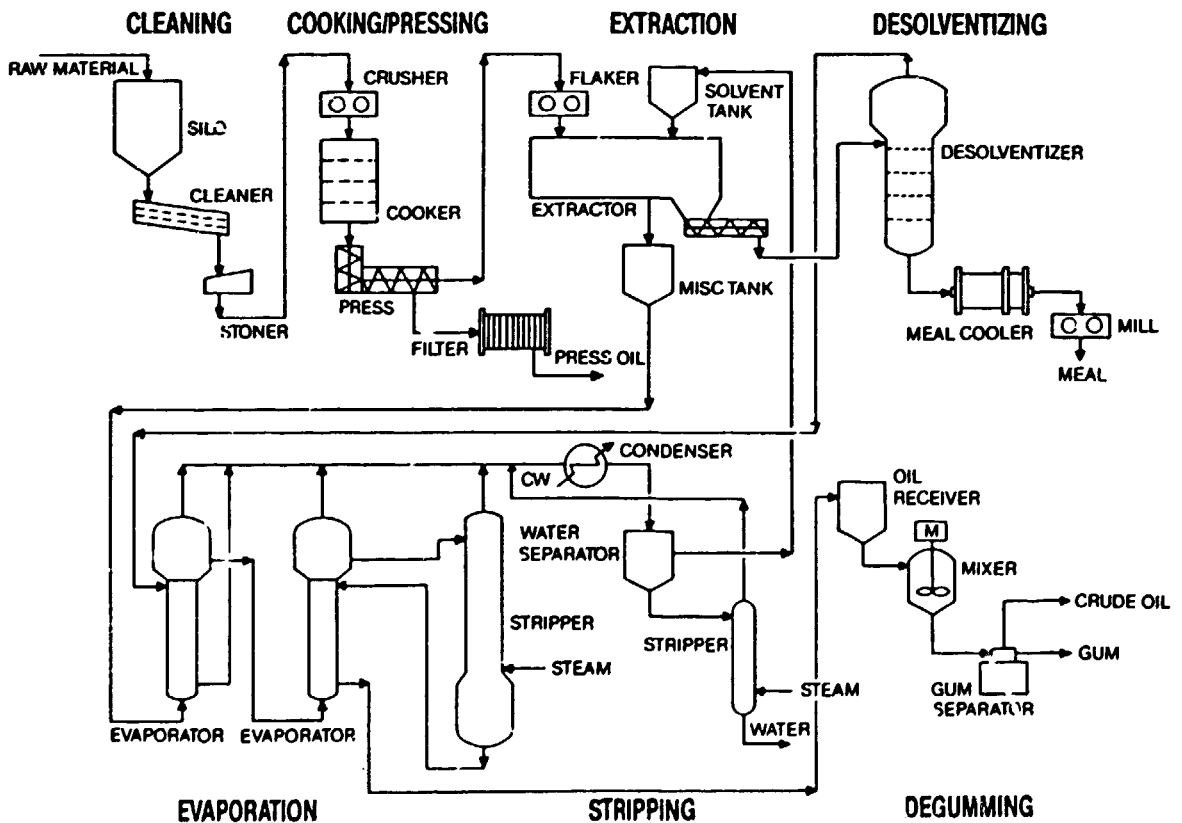 CLEANING
COOKING/PRESSING
EXTRACTION
DESOLVENTIZING
RAW MATERIAL
SILO
CLEANER
STONER
CRUSHER
COOKER
PRESS
FILTER
PRESS OIL
FLAKER
SOLVENT
TANK
EXTRACTOR
MISC TANK
DESOLVENTIZER
MEAL COOLER
MILL
MEAL
CONDENSER
CW
WATER
SEPARATOR
EVAPORATOR
EVAPORATOR
STRIPPER
STEAM
STRIPPER
STEAM
WATER
OIL
RECEIVER
M
MIXER
CRUDE OIL
GUM
GUM
SEPARATOR
EVAPORATION
STRIPPING
DEGUMMING